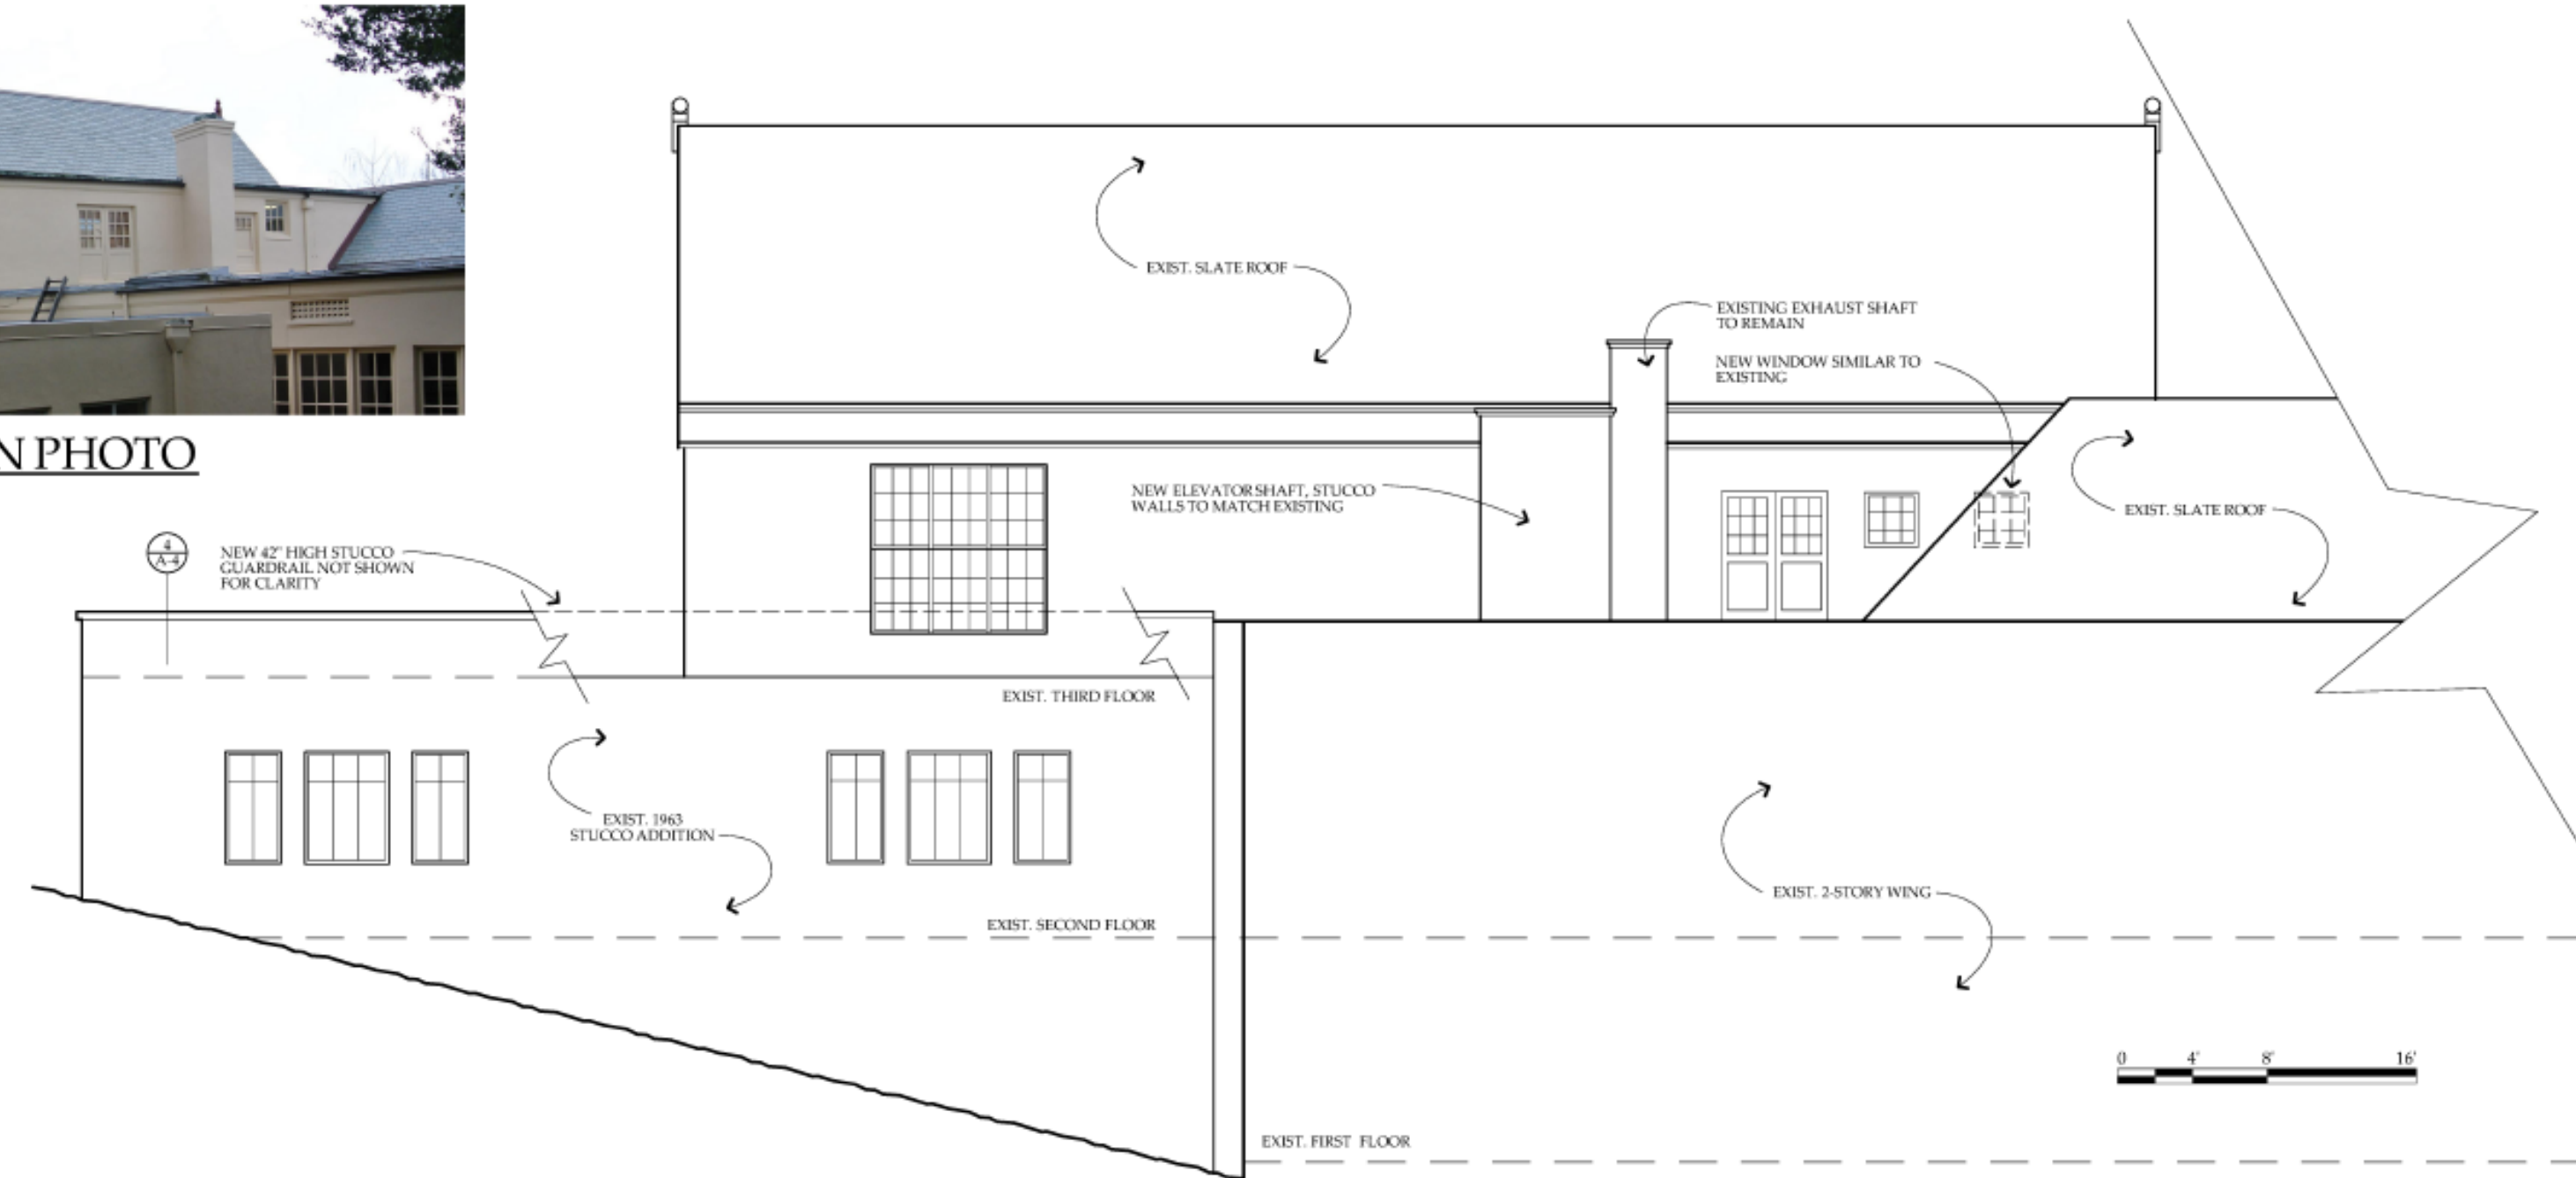 N PHOTO
EXIST. SLATE ROOF
EXISTING EXHAUST SHAFT
TO REMAIN
NEW WINDOW SIMILAR TO
EXISTING
NEW ELEVATOR SHAFT, STUCCO
WALLS TO MATCH EXISTING
EXIST. SLATE ROOF
4
A-4
NEW 42" HIGH STUCCO
GUARDRAIL NOT SHOWN
FOR CLARITY
EXIST. THIRD FLOOR
EXIST. 1963
STUCCO ADDITION
EXIST. 2-STORY WING
EXIST. SECOND FLOOR
0 4' 8' 16'
EXIST. FIRST FLOOR